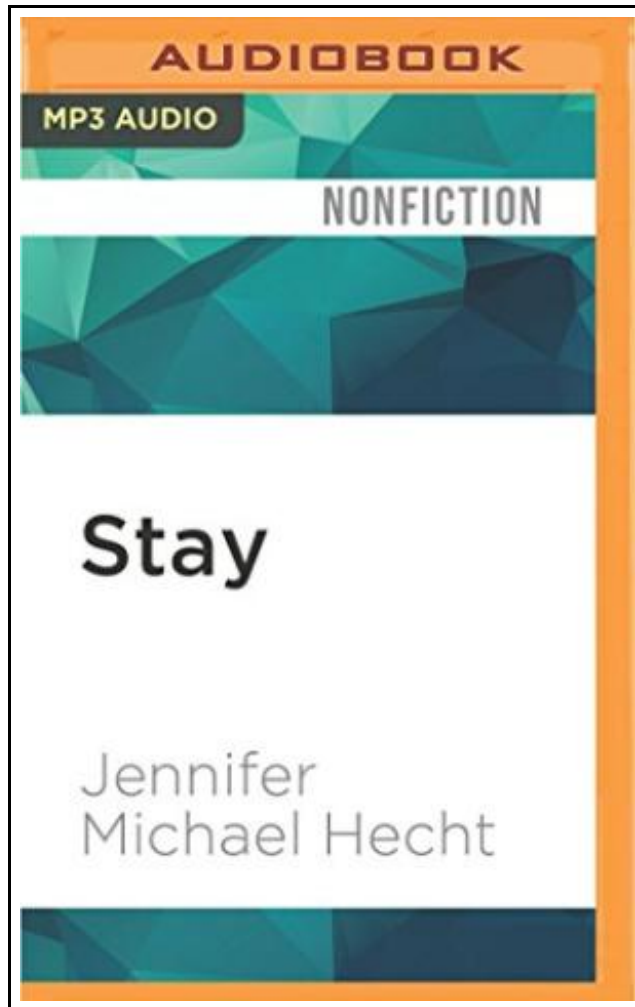 AUDIOBOOK
MP3 AUDIO
NONFICTION
Stay
Jennifer
Michael Hecht